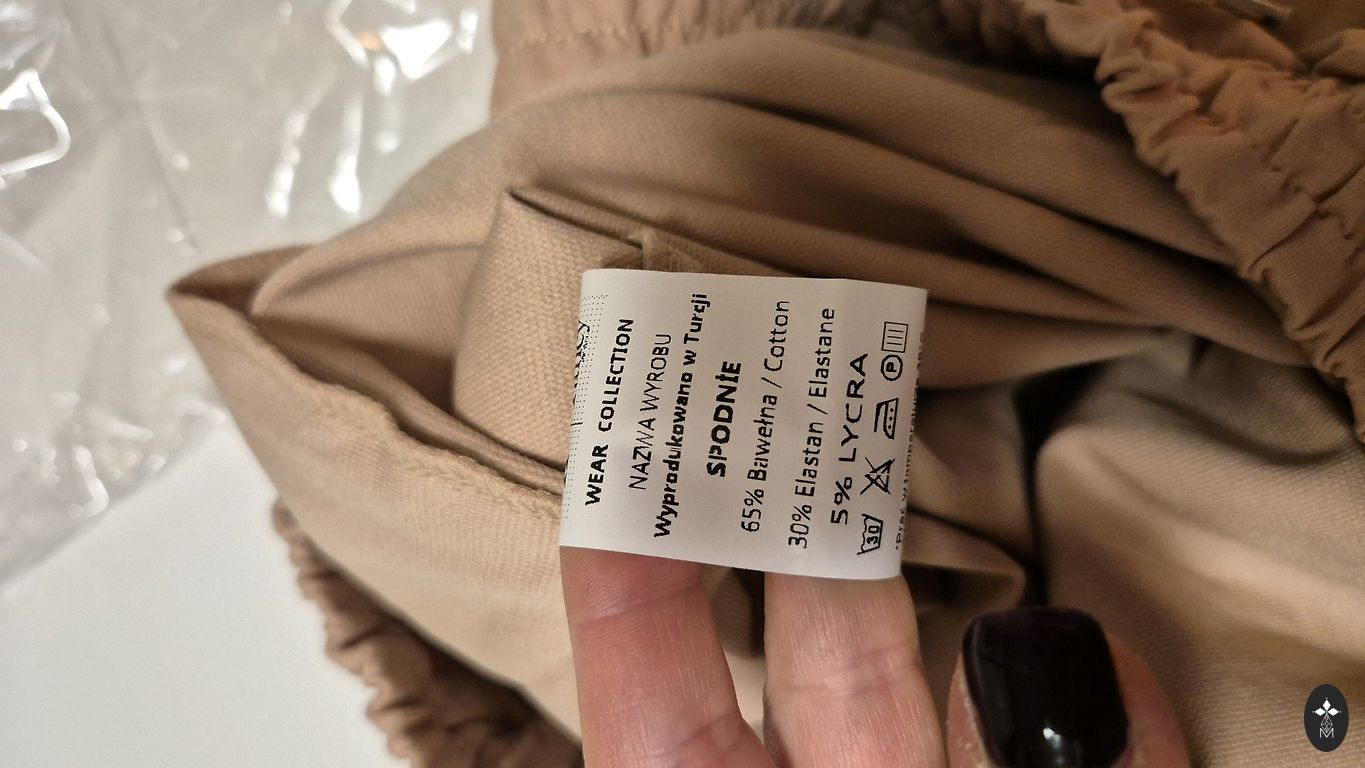 WEAR COLLECTION
NAZWA WYROBU
Wyprodukowano w Turcji
SPODNIE
65% Bawełna / Cotton
30% Elastan / Elastane
5% LYCRA
30 P
M